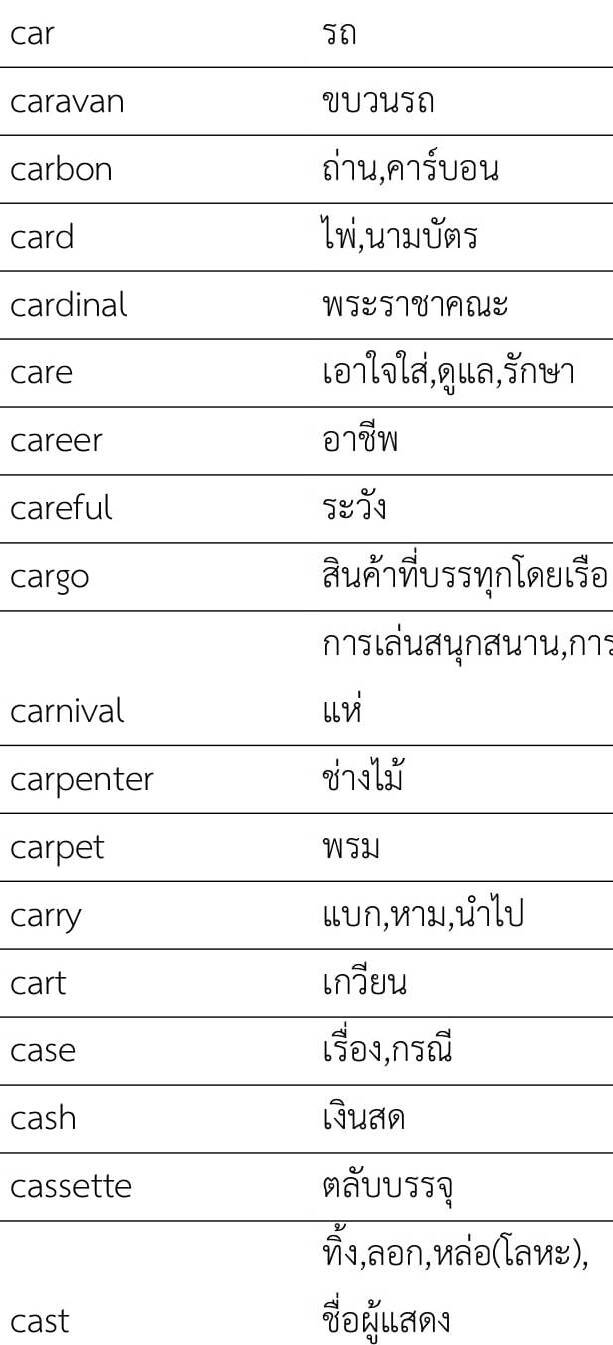 car รถ
caravan ขบวนรถ
carbon ถ่าน,คาร์บอน
card ไพ่,นามบัตร
cardinal พระราชาคณะ
care เอาใจใส่,ดูแล,รักษา
career อาชีพ
careful ระวัง
cargo สินค้าที่บรรทุกโดยเรือ
การเล่นสนุกสนาน,การ
carnival แห่
carpenter ช่างไม้
carpet พรม
carry แบก,หาม,นำไป
cart เกวียน
case เรื่อง,กรณี
cash เงินสด
cassette ตลับบรรจุ
ทิ้ง,ลอก,หล่อ(โลหะ),
cast ชื่อผู้แสดง